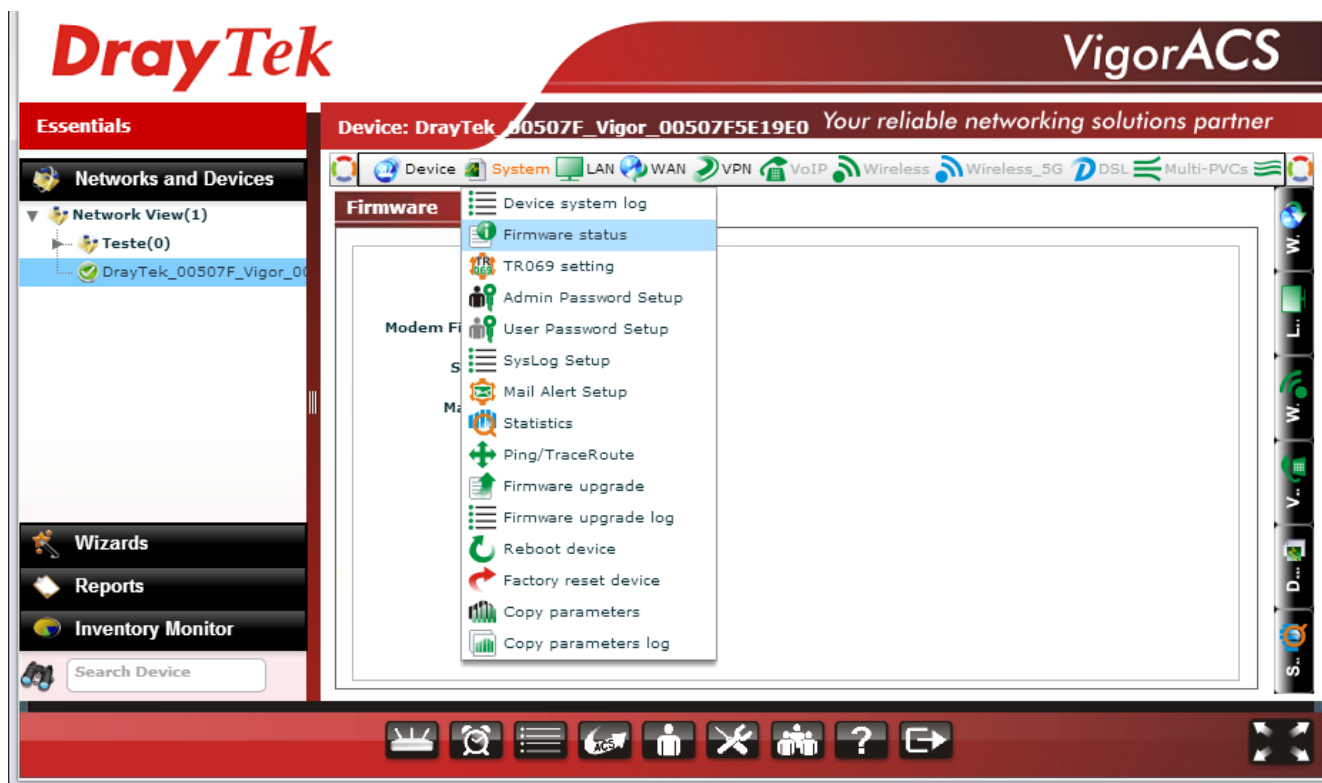 DrayTek
VigorACS
Essentials
Device: DrayTek_00507F_Vigor_00507F5E19E0
Your reliable networking solutions partner
Networks and Devices
Device System LAN WAN VPN VoIP Wireless Wireless_5G DSL Multi-PVCs
Network View(1)
Teste(0)
DrayTek_00507F_Vigor_00
Firmware
Device system log
Firmware status
TR069 setting
Admin Password Setup
Modem Fi
User Password Setup
S
SysLog Setup
Mail Alert Setup
Ma
Statistics
Ping/TraceRoute
Firmware upgrade
Firmware upgrade log
Reboot device
Factory reset device
Copy parameters
Copy parameters log
W.
L..
W.
V..
D...
S..
Wizards
Reports
Inventory Monitor
Search Device
ACS
?